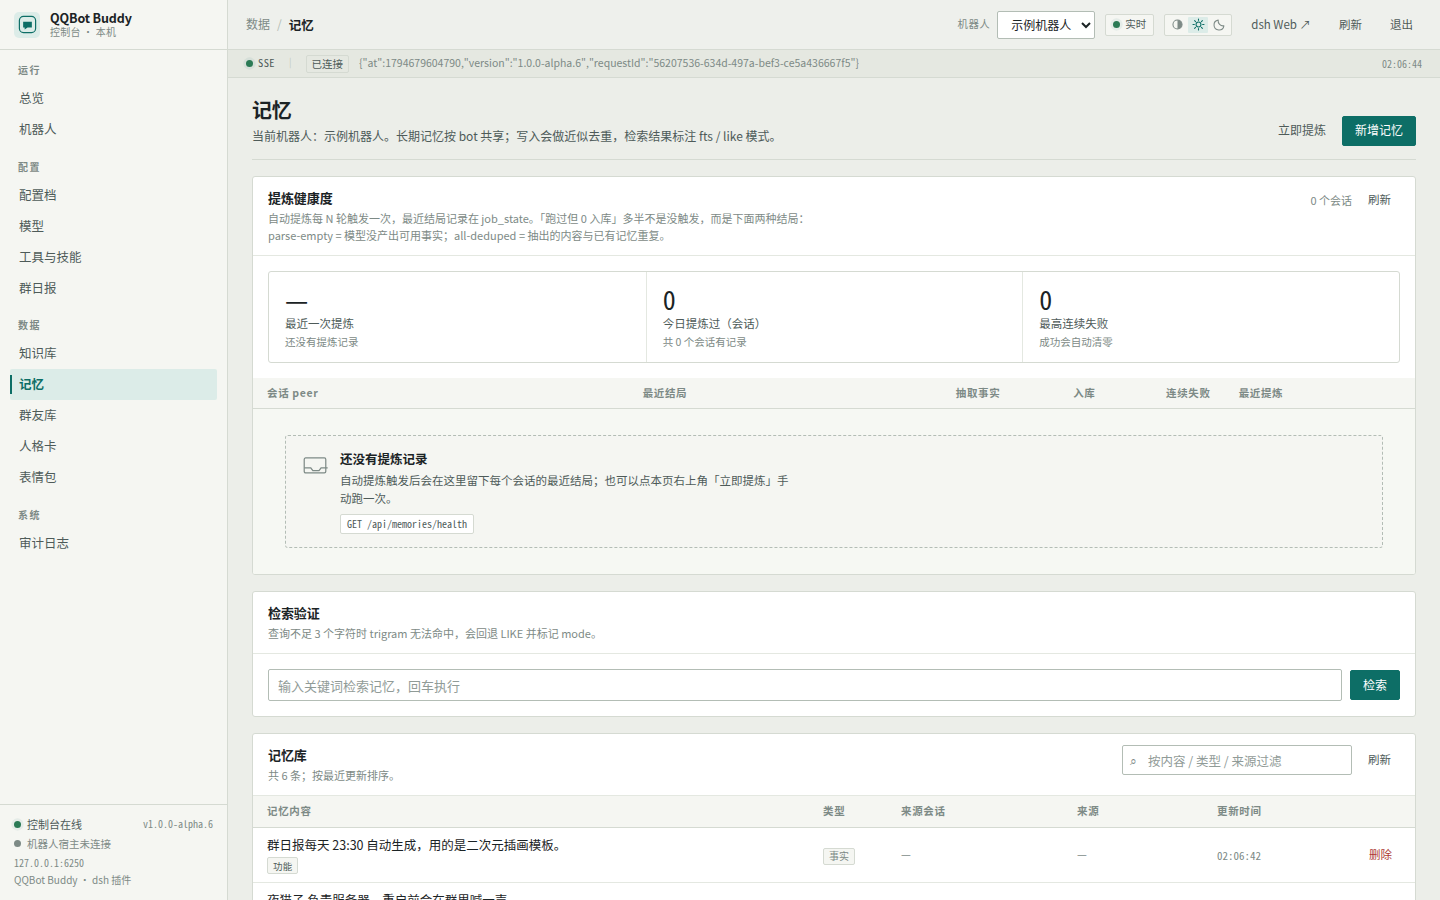 QQBot Buddy
控制台 · 本机
运行
总览
机器人
配置
配置档
模型
工具与技能
群日报
数据
知识库
记忆
群友库
人格卡
表情包
系统
审计日志
控制台在线 v1.0.0-alpha.6
机器人宿主未连接
127.0.0.1:6250
QQBot Buddy · dsh 插件
数据 / 记忆
机器人 示例机器人 实时 dsh Web ↗ 刷新 退出
SSE 已连接 {"at":1794679604790,"version":"1.0.0-alpha.6","requestId":"56207536-634d-497a-bef3-ce5a436667f5"} 02:06:44
记忆
当前机器人：示例机器人。长期记忆按 bot 共享；写入会做近似去重，检索结果标注 fts / like 模式。
立即提炼 新增记忆
提炼健康度
自动提炼每 N 轮触发一次，最近结局记录在 job_state。「跑过但 0 入库」多半不是没触发，而是下面两种结局：
parse-empty = 模型没产出可用事实；all-deduped = 抽出的内容与已有记忆重复。
0 个会话 刷新
— 0 0
最近一次提炼 今日提炼过（会话） 最高连续失败
还没有提炼记录 共 0 个会话有记录 成功会自动清零
会话 peer 最近结局 抽取事实 入库 连续失败 最近提炼
还没有提炼记录
自动提炼触发后会在这里留下每个会话的最近结局；也可以点本页右上角「立即提炼」手
动跑一次。
GET /api/memories/health
检索验证
查询不足 3 个字符时 trigram 无法命中，会回退 LIKE 并标记 mode。
输入关键词检索记忆，回车执行 检索
记忆库
共 6 条；按最近更新排序。
按内容 / 类型 / 来源过滤 刷新
记忆内容 类型 来源会话 来源 更新时间
群日报每天 23:30 自动生成，用的是二次元插画模板。
功能
事实 — — 02:06:42 删除
夜猫子 负责服务器，重启前会在群里喊一声